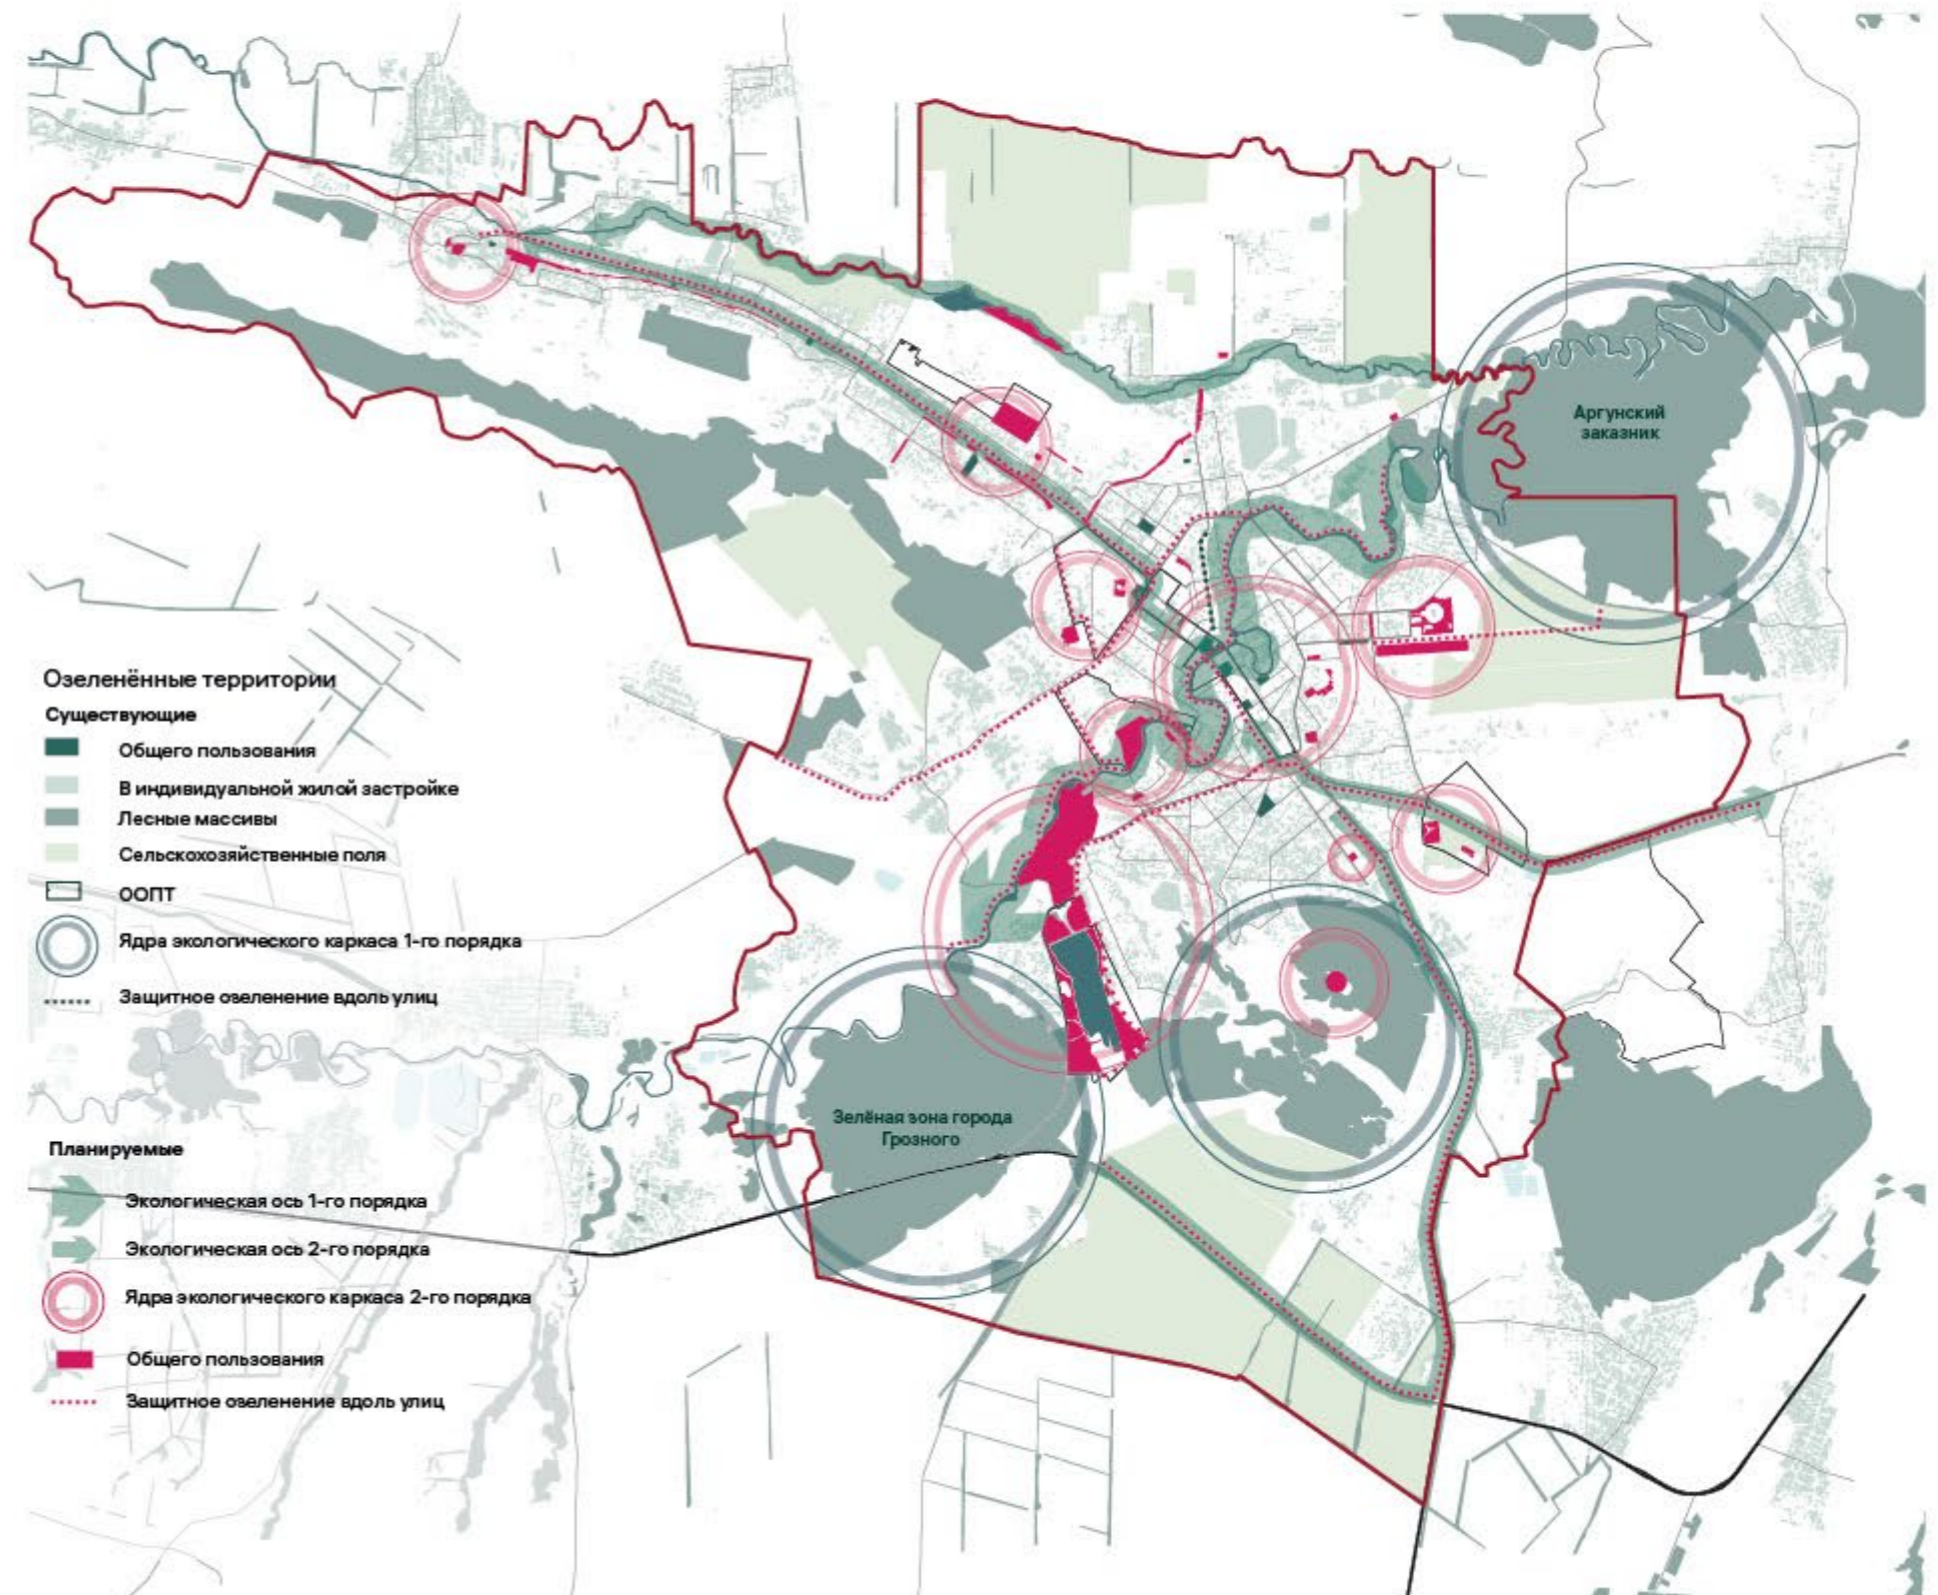 Аргунский
заказник
Озеленённые территории
Существующие
Общего пользования
В индивидуальной жилой застройке
Лесные массивы
Сельскохозяйственные поля
ООПТ
Ядра экологического каркаса 1-го порядка
Защитное озеленение вдоль улиц
Зелёная зона города
Грозного
Планируемые
Экологическая ось 1-го порядка
Экологическая ось 2-го порядка
Ядра экологического каркаса 2-го порядка
Общего пользования
Защитное озеленение вдоль улиц